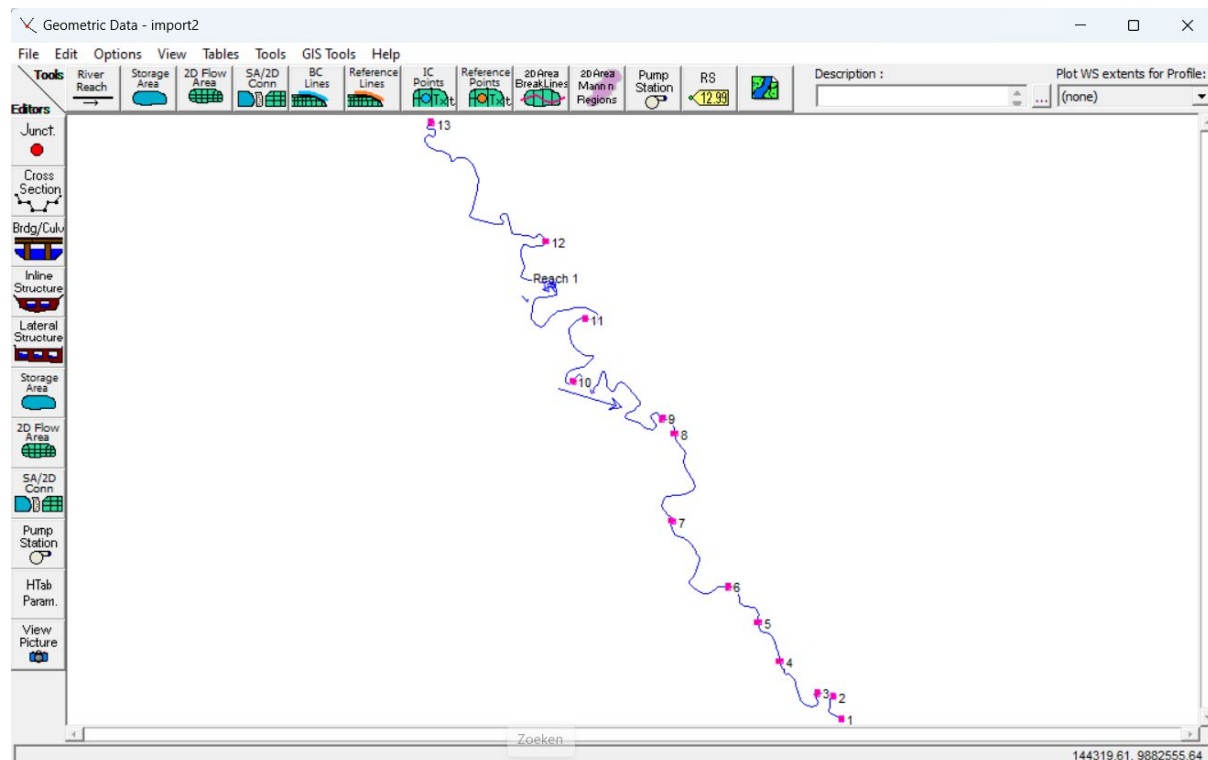 Geometric Data - import2
File Edit Options View Tables Tools GIS Tools Help
Tools
Editors
River Reach
Storage Area
2D Flow Area
SA/2D Conn
BC Lines
Reference Lines
IC Points
Reference Points
2D Area BreakLines
2D Area Mann n Regions
Pump Station
RS
12.99
Description :
...
Plot WS extents for Profile:
(none)
Junct.
Cross Section
Brdg/Culv
Inline Structure
Lateral Structure
Storage Area
2D Flow Area
SA/2D Conn
Pump Station
HTab Param.
View Picture
13
12
Reach 1
11
10
9
8
7
6
5
4
3
2
1
Zoeken
144319.61, 9882555.64